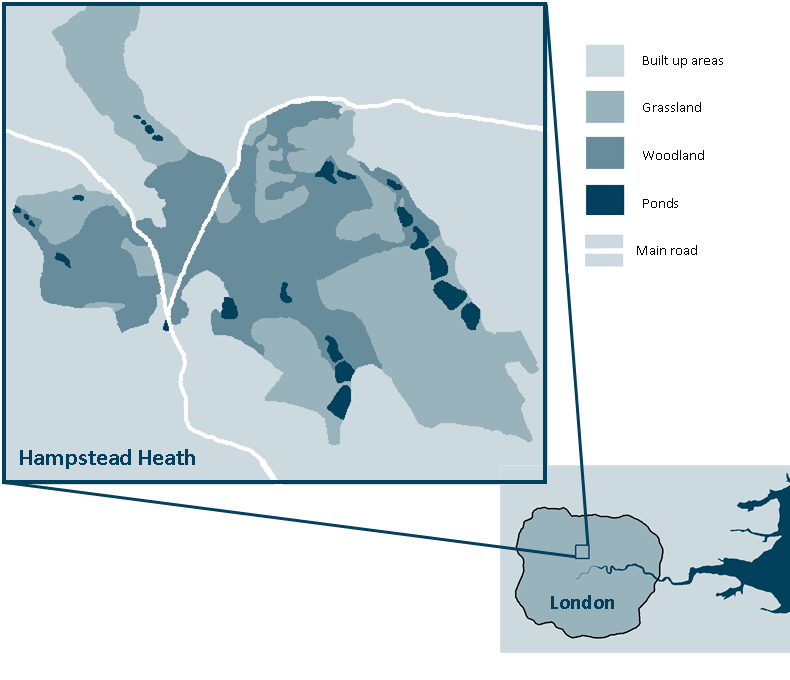 Built up areas
Grassland
Woodland
Ponds
Main road
Hampstead Heath
London